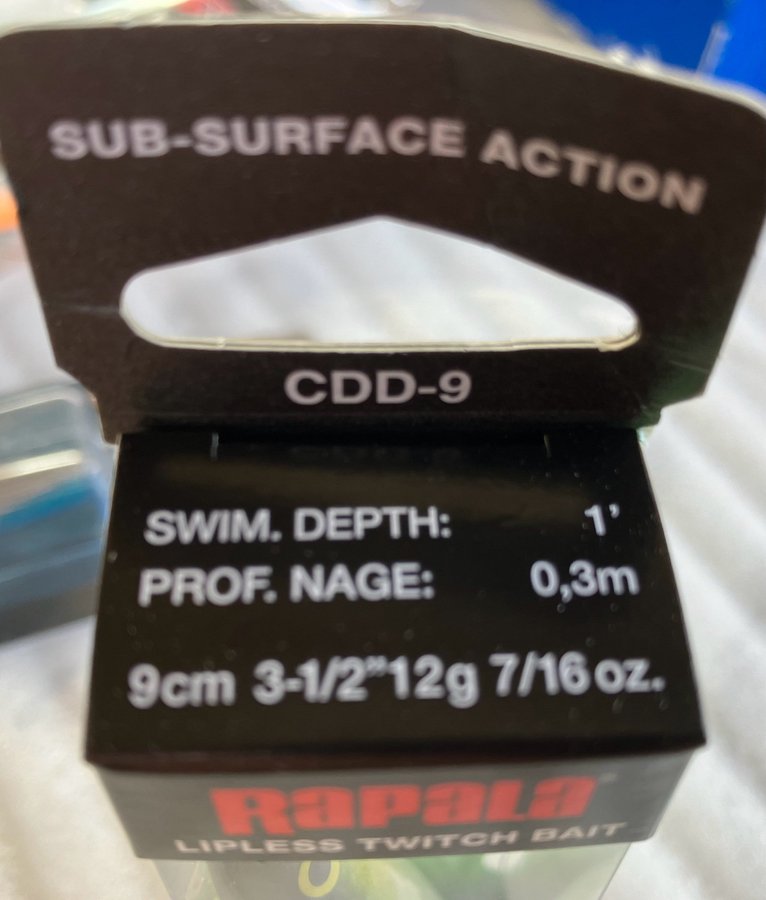 SUB-SURFACE ACTION
CDD-9
SWIM. DEPTH: 1’
PROF. NAGE: 0,3m
9cm 3-1/2” 12g 7/16 oz.
Rapala
LIPLESS TWITCH BAIT